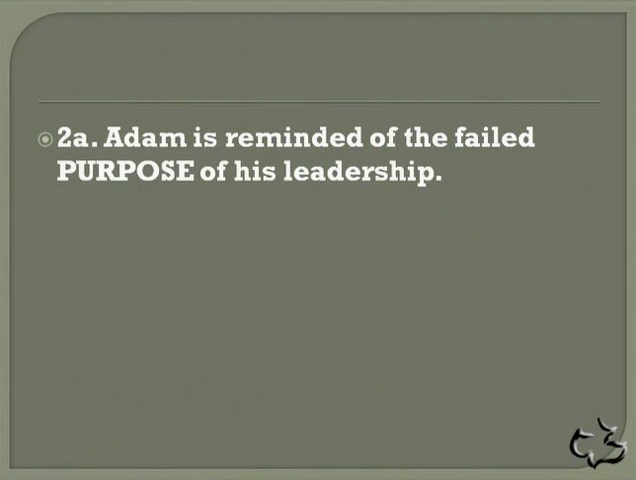 2a. Adam is reminded of the failed
PURPOSE of his leadership.